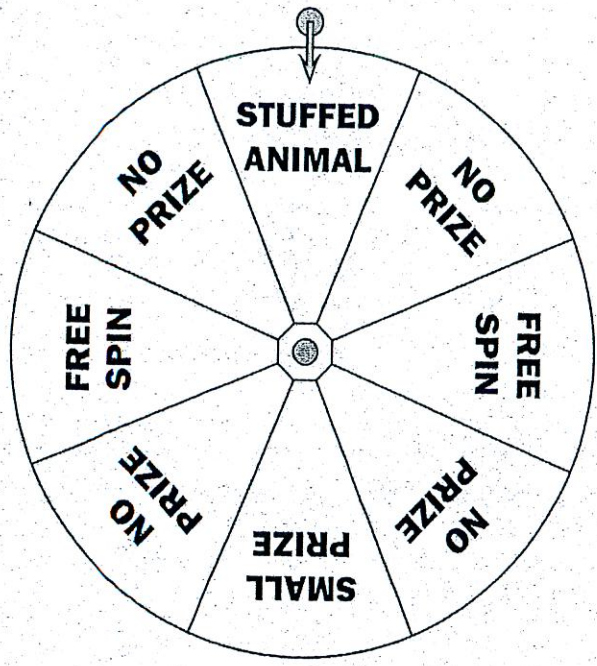 STUFFED
ANIMAL
NO
PRIZE
FREE
SPIN
NO
PRIZE
SMALL
PRIZE
NO
PRIZE
FREE
SPIN
NO
PRIZE